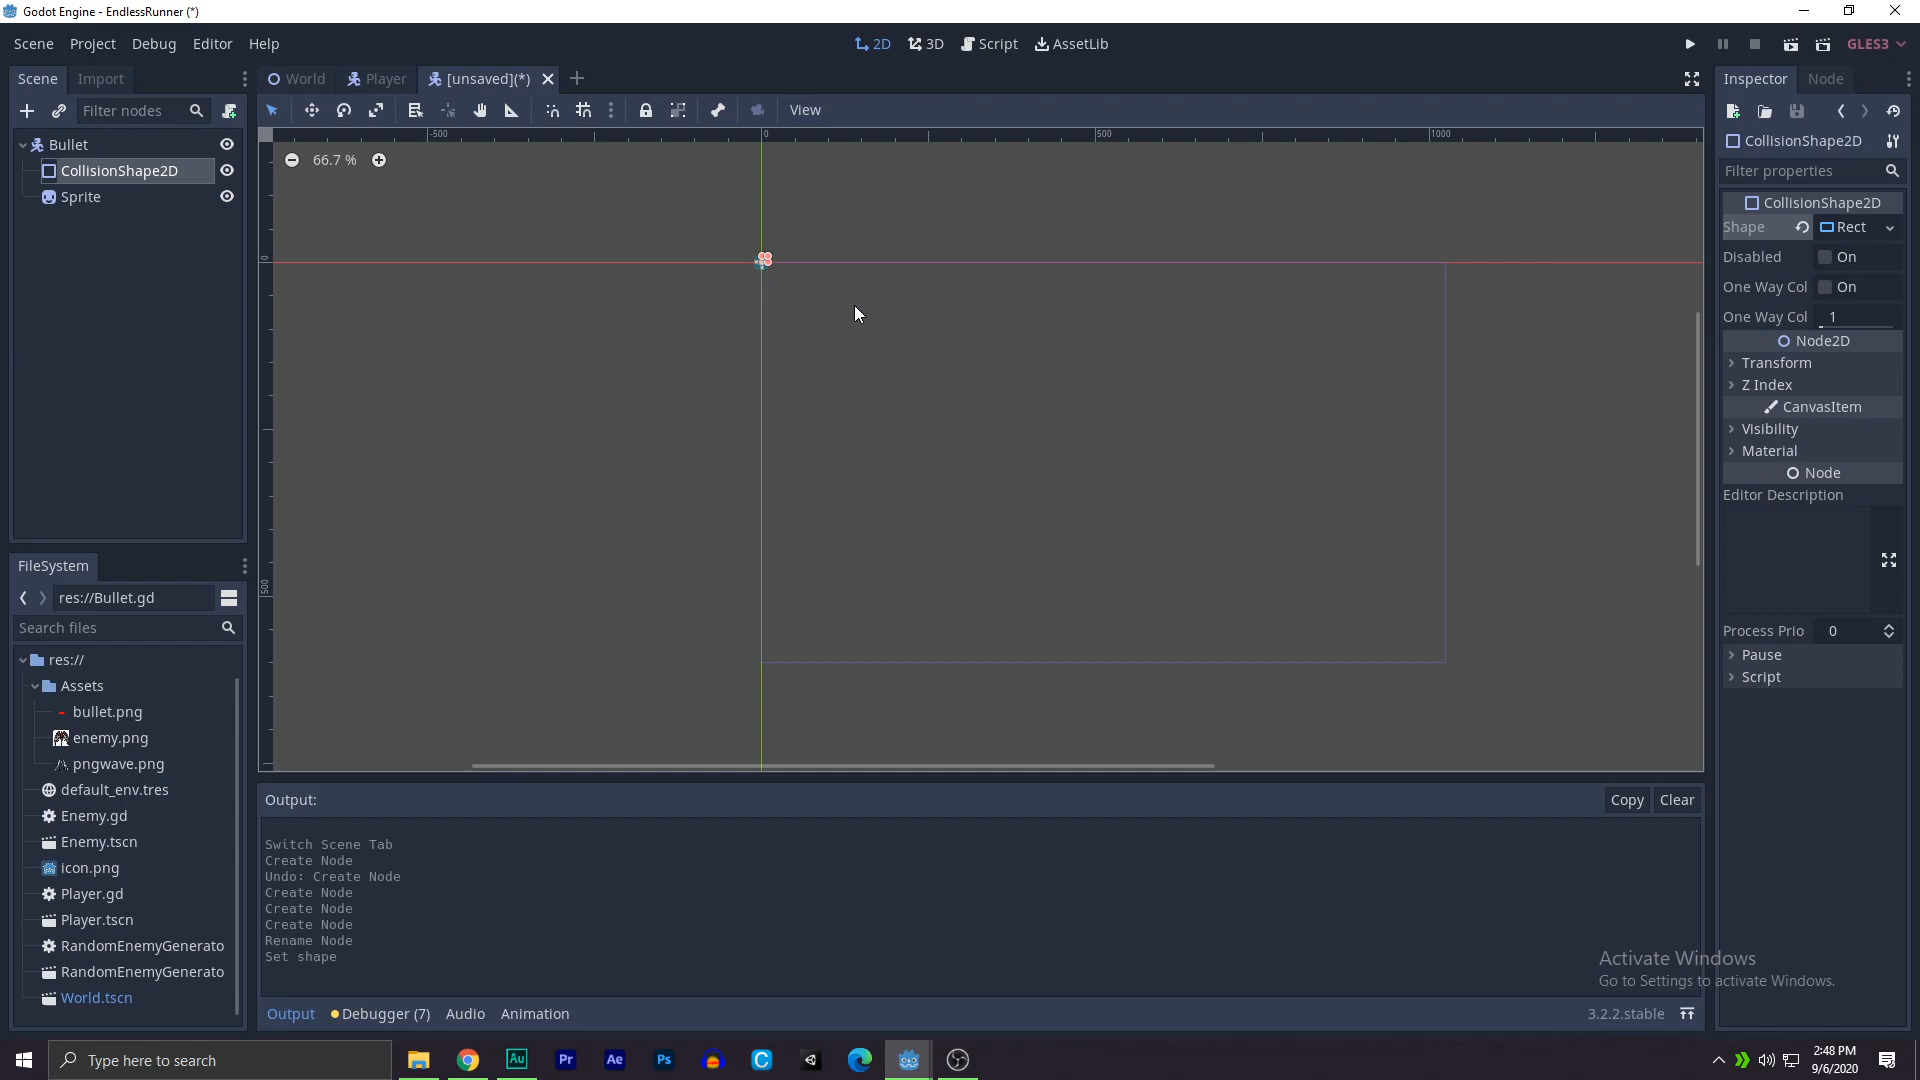 Godot Engine - EndlessRunner (*)
Scene Project Debug Editor Help
2D 3D Script AssetLib
GLES3
Scene Import
World Player [unsaved](*)
Inspector Node
Filter nodes
View
Bullet
CollisionShape2D
Sprite
-500 0 500 1000
66.7 %
0
500
CollisionShape2D
Filter properties
CollisionShape2D
Shape Rect
Disabled On
One Way Col On
One Way Col 1
Node2D
Transform
Z Index
CanvasItem
Visibility
Material
Node
Editor Description
Process Prio 0
Pause
Script
FileSystem
res://Bullet.gd
Search files
res://
Assets
bullet.png
enemy.png
pngwave.png
default_env.tres
Enemy.gd
Enemy.tscn
icon.png
Player.gd
Player.tscn
RandomEnemyGenerato
RandomEnemyGenerato
World.tscn
Output:
Copy Clear
Switch Scene Tab
Create Node
Undo: Create Node
Create Node
Create Node
Create Node
Rename Node
Set shape
Output Debugger (7) Audio Animation
3.2.2.stable
Activate Windows
Go to Settings to activate Windows.
Type here to search
Au Pr Ae Ps C
2:48 PM
9/6/2020